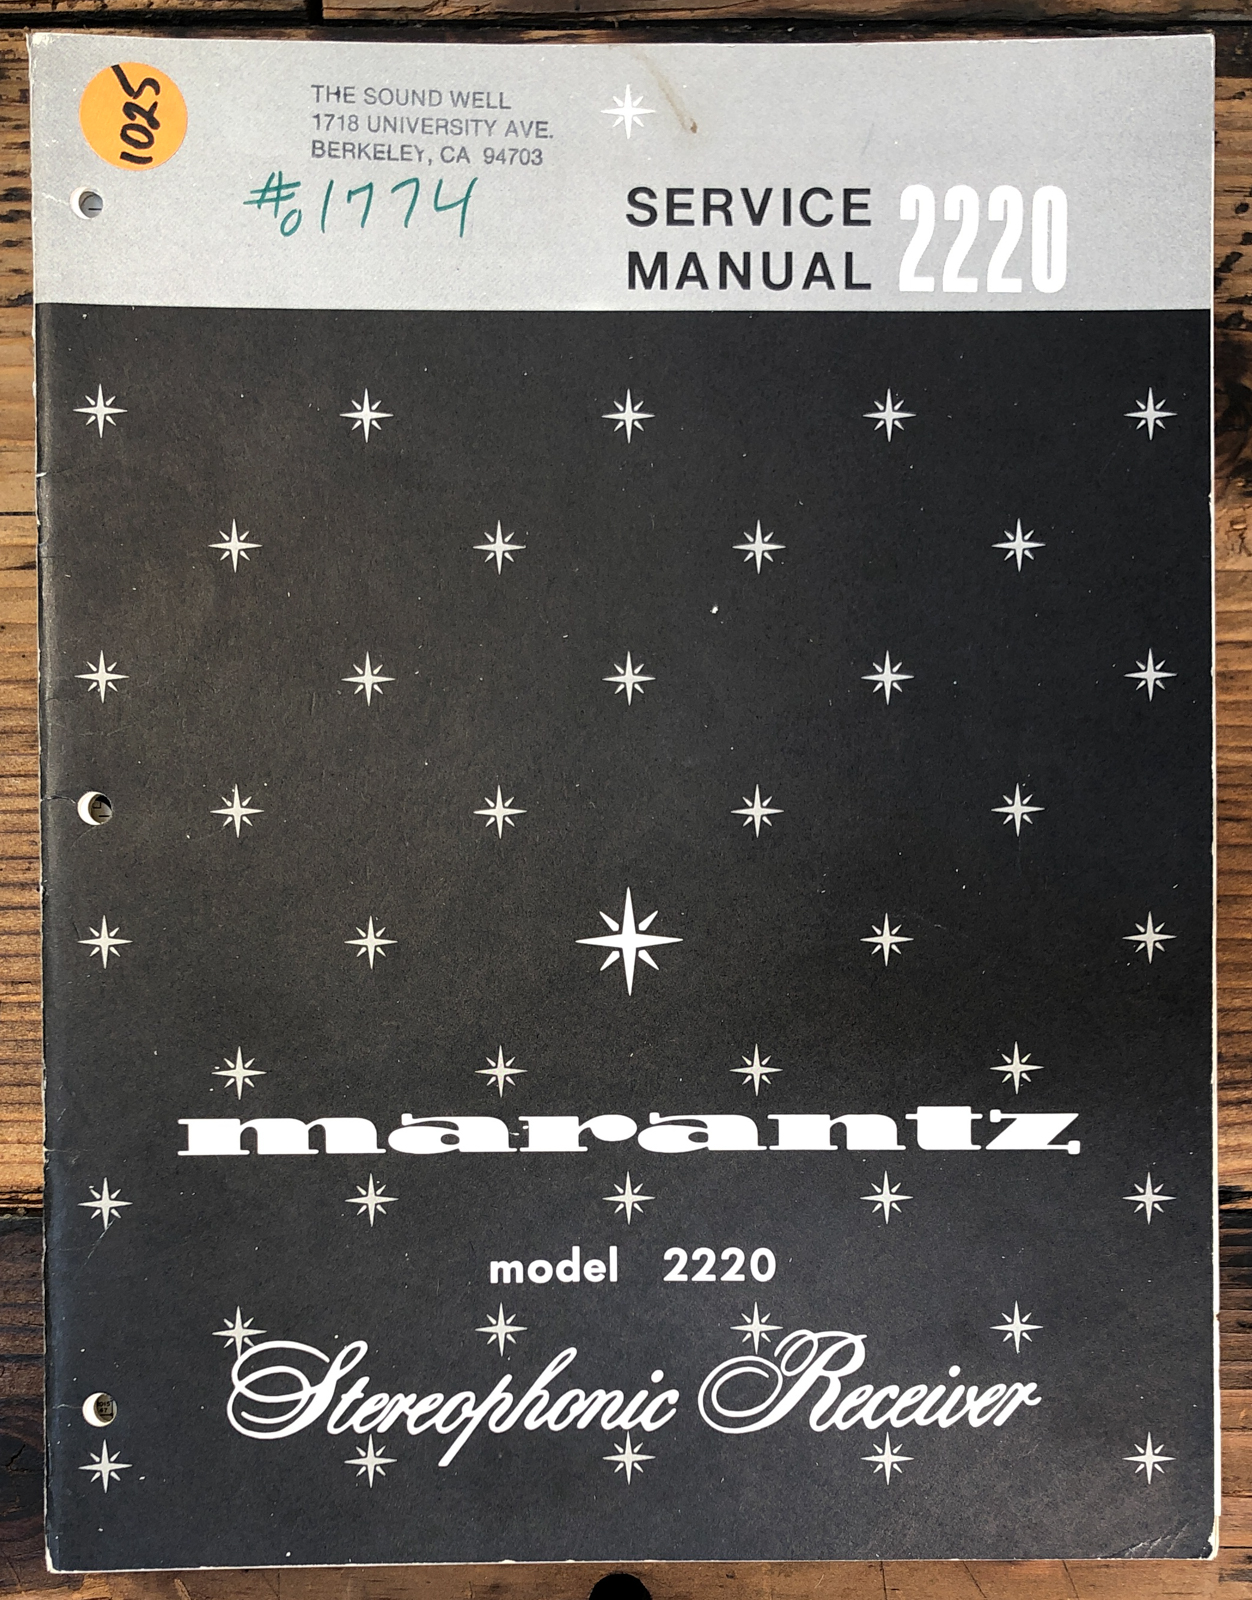 1025
THE SOUND WELL
1718 UNIVERSITY AVE.
BERKELEY, CA 94703
#01774
SERVICE
MANUAL 2220
marantz
model 2220
Stereophonic Receiver